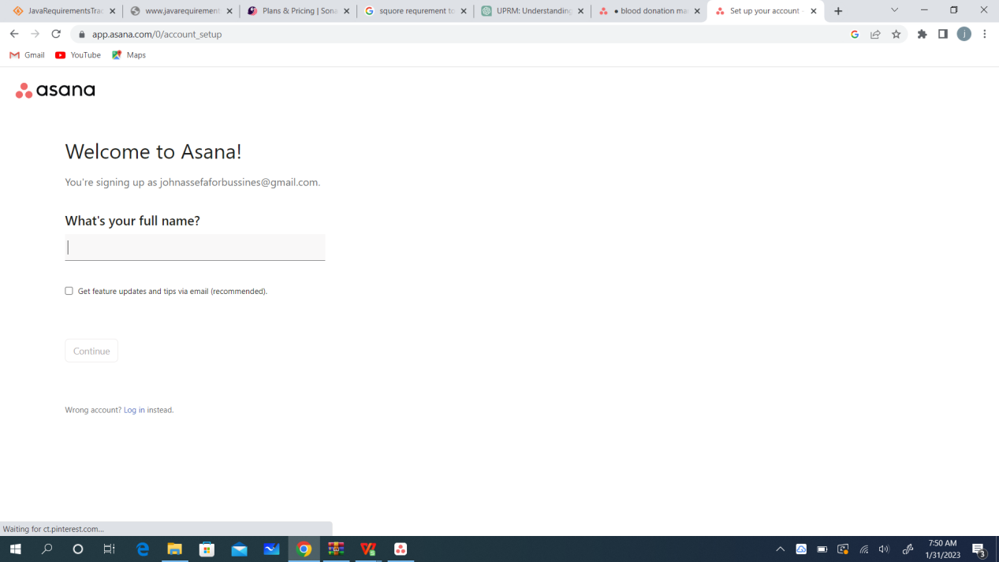 JavaRequirementsTrac
www.javarequirement
Plans & Pricing | Sona
squore requrement to
UPRM: Understanding
● blood donation ma
Set up your account -
app.asana.com/0/account_setup
j
Gmail
YouTube
Maps
asana
Welcome to Asana!
You're signing up as johnassefaforbussines@gmail.com.
What's your full name?
Get feature updates and tips via email (recommended).
Continue
Wrong account? Log in instead.
Waiting for ct.pinterest.com...
7:50 AM
1/31/2023
3